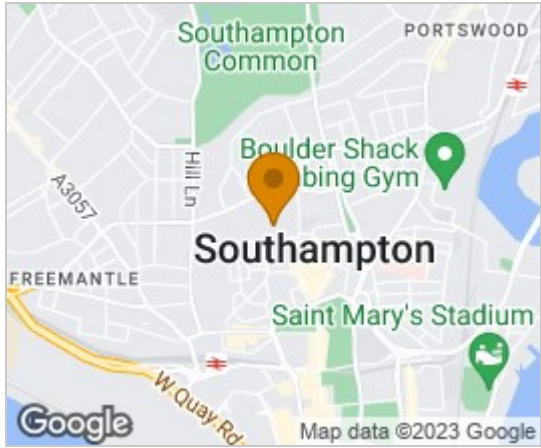 PORTSWOOD
Southampton
Common
Boulder Shack
bing Gym
Hill Ln
A3057
Southampton
FREEMANTLE
Saint Mary's Stadium
W Quay Rd
Google
Map data ©2023 Google